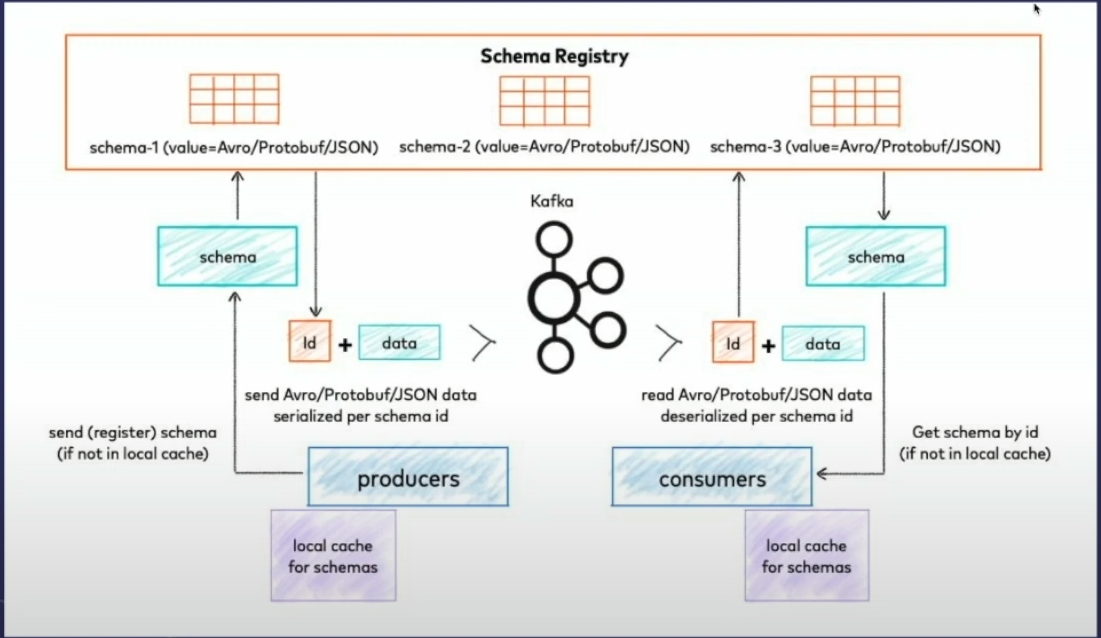 Schema Registry
schema-1 (value=Avro/Protobuf/JSON)
schema-2 (value=Avro/Protobuf/JSON)
schema-3 (value=Avro/Protobuf/JSON)
Kafka
schema
schema
Id
+
data
Id
+
data
send Avro/Protobuf/JSON data
serialized per schema id
read Avro/Protobuf/JSON data
deserialized per schema id
send (register) schema
(if not in local cache)
Get schema by id
(if not in local cache)
producers
consumers
local cache
for schemas
local cache
for schemas